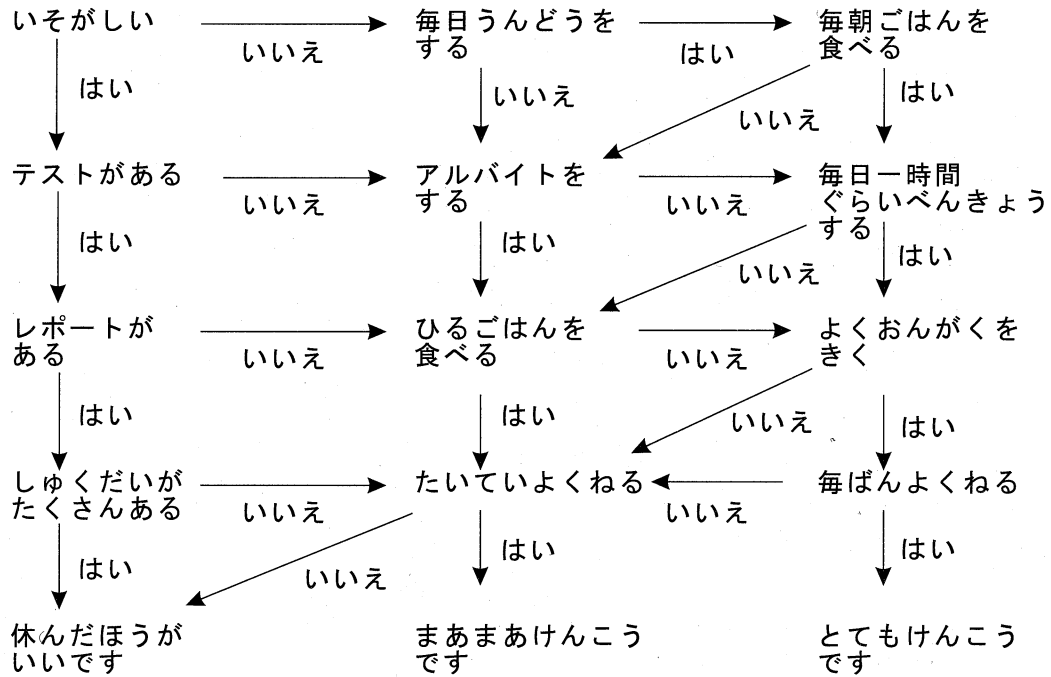 いそがしい
いいえ
毎日うんどうを
する
はい
毎朝ごはんを
食べる
はい
いいえ
いいえ
はい
テストがある
いいえ
アルバイトを
する
いいえ
毎日一時間
ぐらいべんきょう
する
はい
はい
いいえ
はい
レポートが
ある
いいえ
ひるごはんを
食べる
いいえ
よくおんがくを
きく
はい
はい
いいえ
はい
しゅくだいが
たくさんある
いいえ
たいていよくねる
いいえ
毎ばんよくねる
はい
いいえ
はい
はい
休んだほうが
いいです
まあまあけんこう
です
とてもけんこう
です